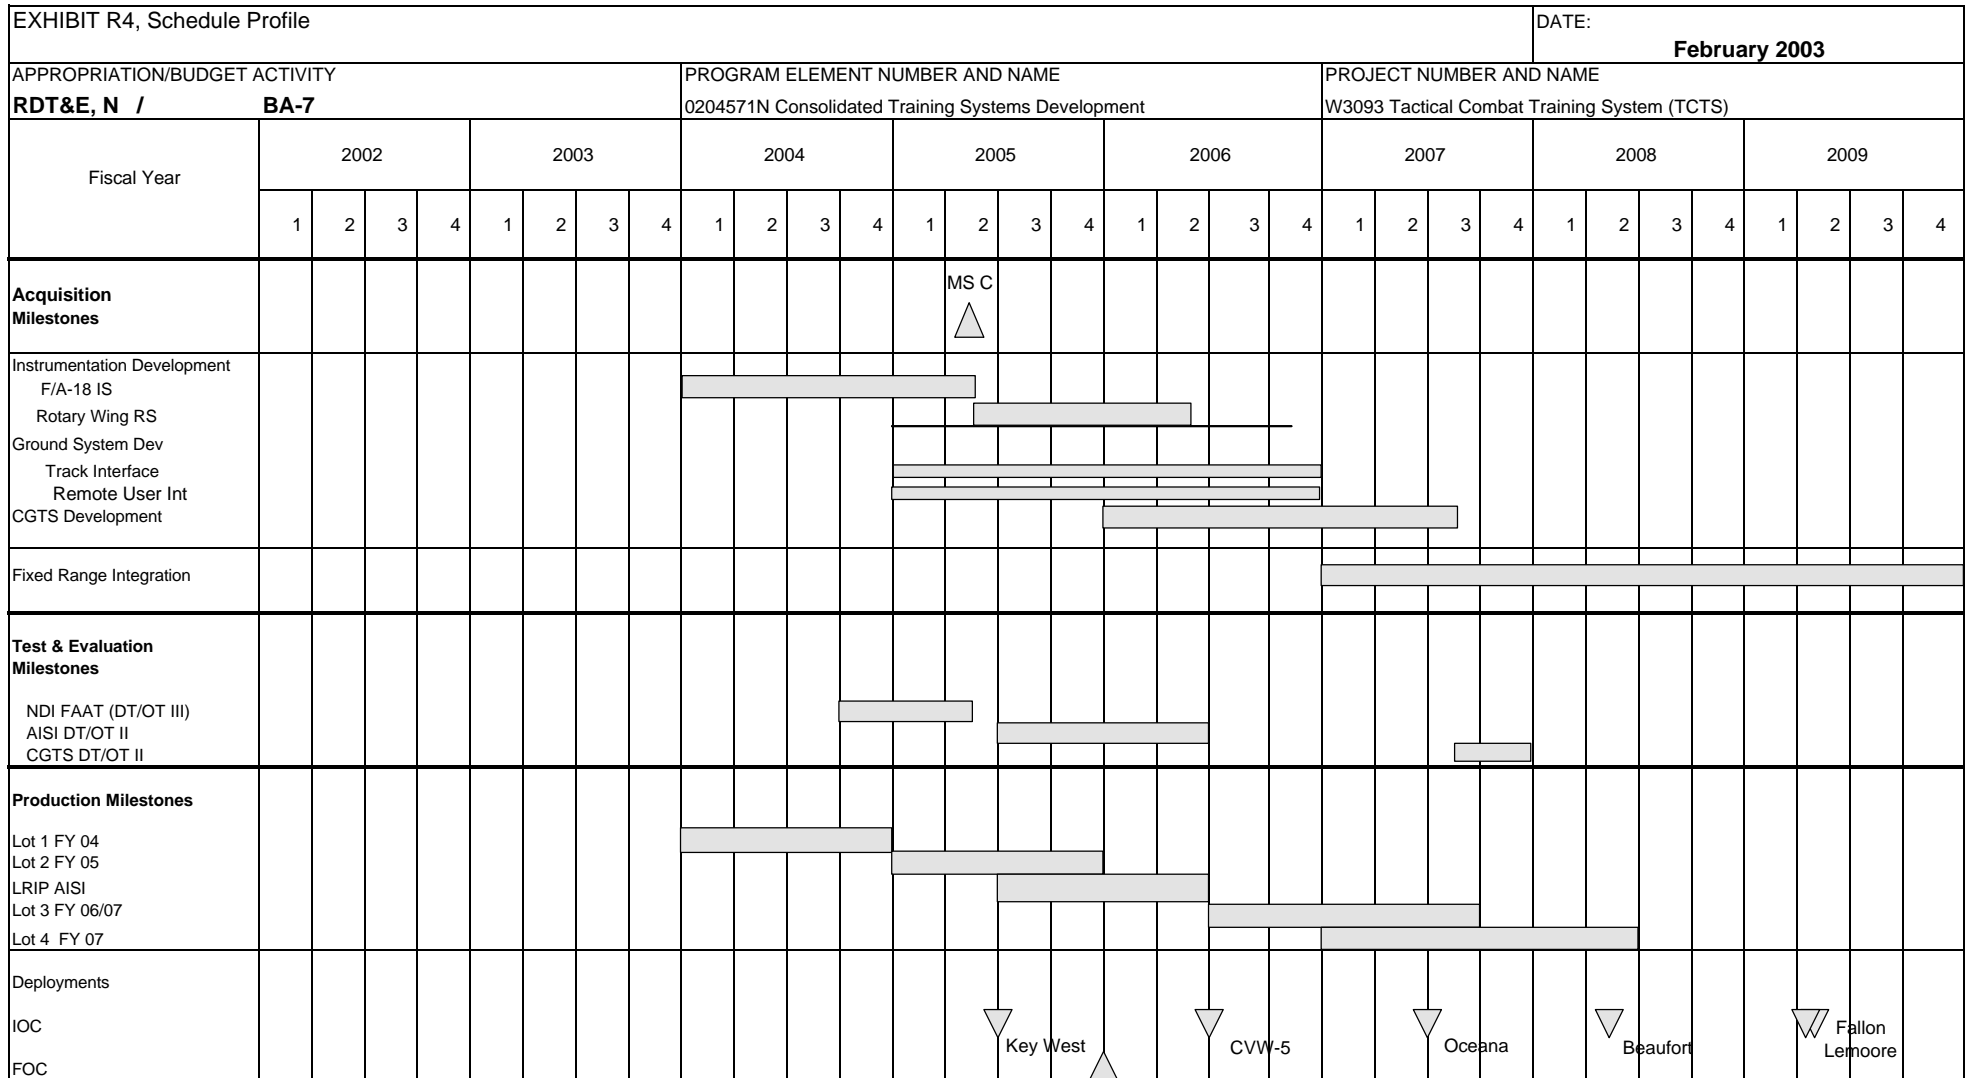 EXHIBIT R4, Schedule Profile
DATE:
February 2003
APPROPRIATION/BUDGET ACTIVITY
PROGRAM ELEMENT NUMBER AND NAME
PROJECT NUMBER AND NAME
RDT&E, N / BA-7
0204571N Consolidated Training Systems Development
W3093 Tactical Combat Training System (TCTS)
Fiscal Year
2002 2003 2004 2005 2006 2007 2008 2009
1 2 3 4 1 2 3 4 1 2 3 4 1 2 3 4 1 2 3 4 1 2 3 4 1 2 3 4 1 2 3 4
MS C
Acquisition
Milestones
Instrumentation Development
F/A-18 IS
Rotary Wing RS
Ground System Dev
Track Interface
Remote User Int
CGTS Development
Fixed Range Integration
Test & Evaluation
Milestones
NDI FAAT (DT/OT III)
AISI DT/OT II
CGTS DT/OT II
Production Milestones
Lot 1 FY 04
Lot 2 FY 05
LRIP AISI
Lot 3 FY 06/07
Lot 4 FY 07
Deployments
IOC
Key West
CVW-5
Oceana
Beaufort
Fallon
Lemoore
FOC